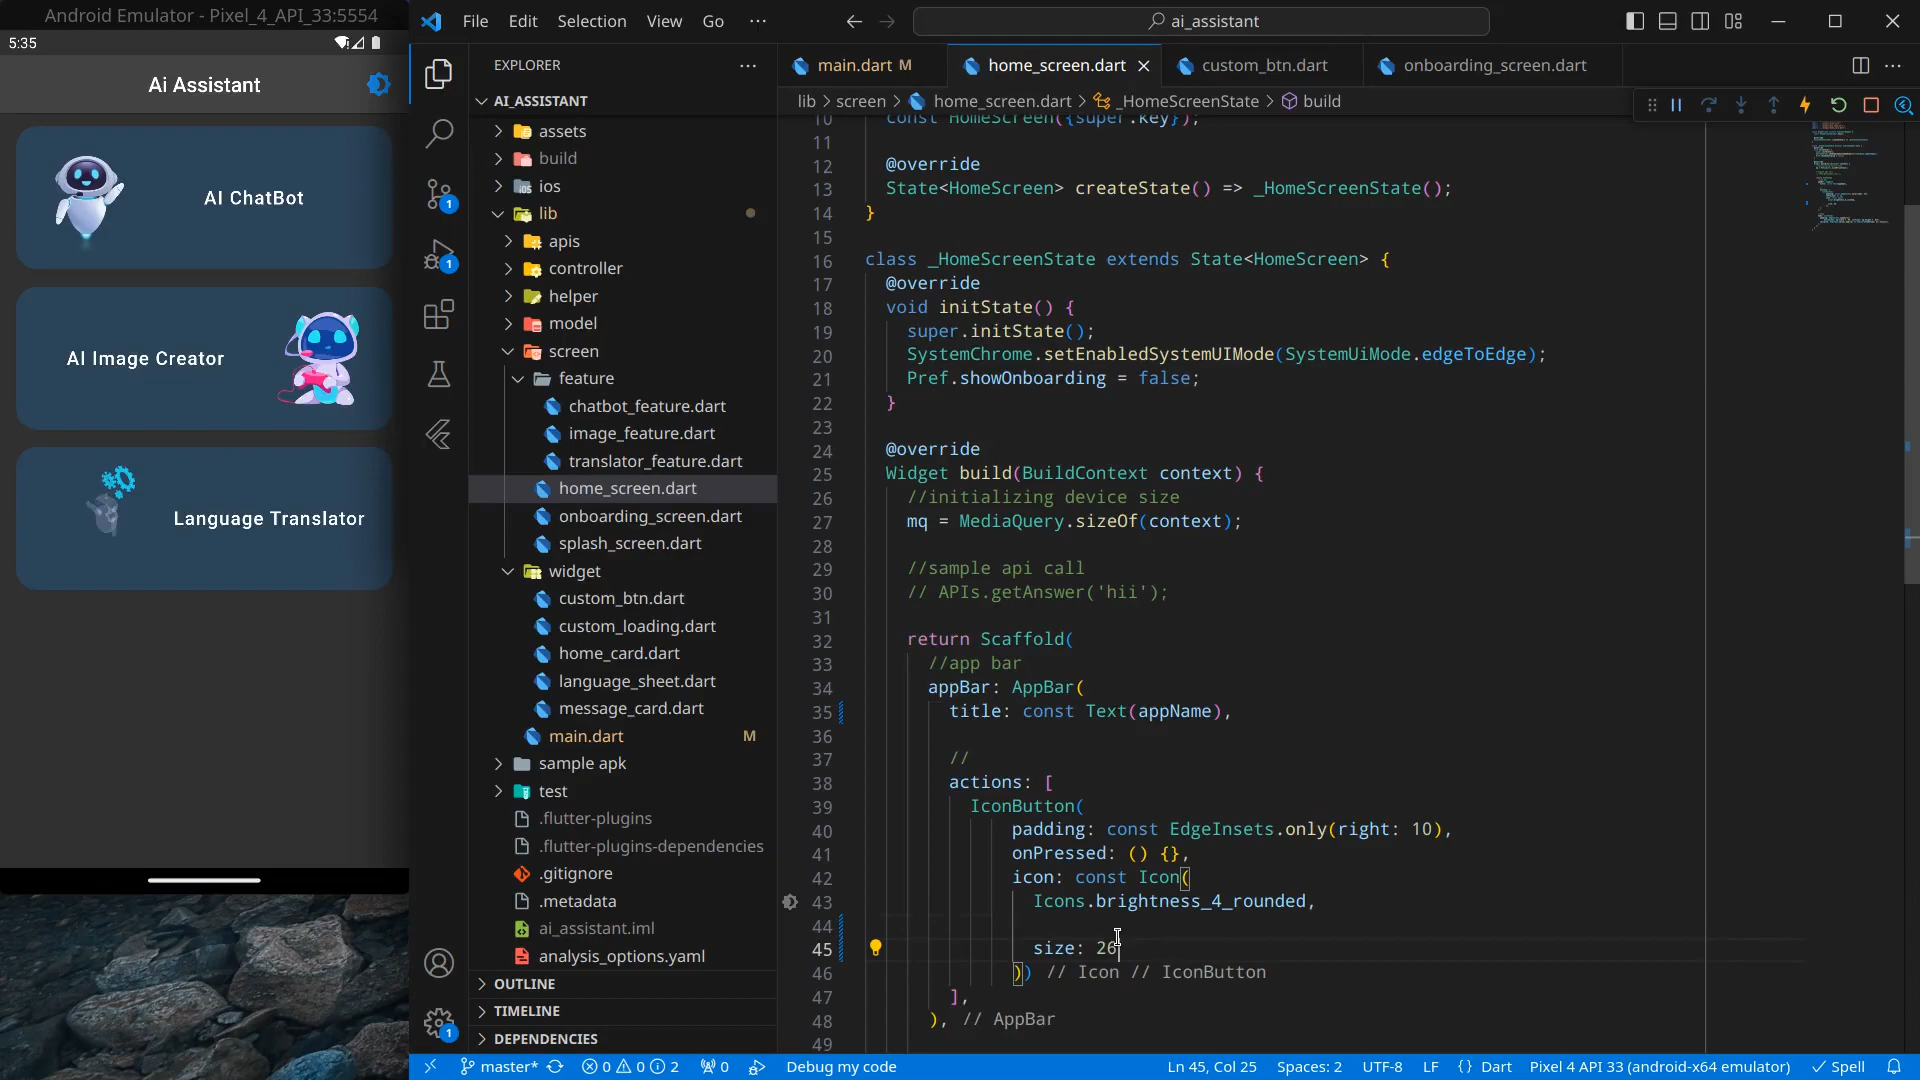 Android Emulator - Pixel_4_API_33:5554
5:35
Ai Assistant
AI ChatBot
AI Image Creator
Language Translator
File Edit Selection View Go ···
ai_assistant
EXPLORER
AI_ASSISTANT
assets
build
ios
lib
apis
controller
helper
model
screen
feature
chatbot_feature.dart
image_feature.dart
translator_feature.dart
home_screen.dart
onboarding_screen.dart
splash_screen.dart
widget
custom_btn.dart
custom_loading.dart
home_card.dart
language_sheet.dart
message_card.dart
main.dart M
sample apk
test
.flutter-plugins
.flutter-plugins-dependencies
.gitignore
.metadata
ai_assistant.iml
analysis_options.yaml
OUTLINE
TIMELINE
DEPENDENCIES
1
1
1
main.dart M home_screen.dart custom_btn.dart onboarding_screen.dart
lib > screen > home_screen.dart > _HomeScreenState > build
10 const HomeScreen({super.key});
11
12 @override
13 State<HomeScreen> createState() => _HomeScreenState();
14 }
15
16 class _HomeScreenState extends State<HomeScreen> {
17 @override
18 void initState() {
19 super.initState();
20 SystemChrome.setEnabledSystemUIMode(SystemUiMode.edgeToEdge);
21 Pref.showOnboarding = false;
22 }
23
24 @override
25 Widget build(BuildContext context) {
26 //initializing device size
27 mq = MediaQuery.sizeOf(context);
28
29 //sample api call
30 // APIs.getAnswer('hii');
31
32 return Scaffold(
33 //app bar
34 appBar: AppBar(
35 title: const Text(appName),
36
37 //
38 actions: [
39 IconButton(
40 padding: const EdgeInsets.only(right: 10),
41 onPressed: () {},
42 icon: const Icon(
43 Icons.brightness_4_rounded,
44
45 size: 26
46 )) // Icon // IconButton
47 ],
48 ), // AppBar
49
master* 0 0 2 0 Debug my code Ln 45, Col 25 Spaces: 2 UTF-8 LF {} Dart Pixel 4 API 33 (android-x64 emulator) Spell